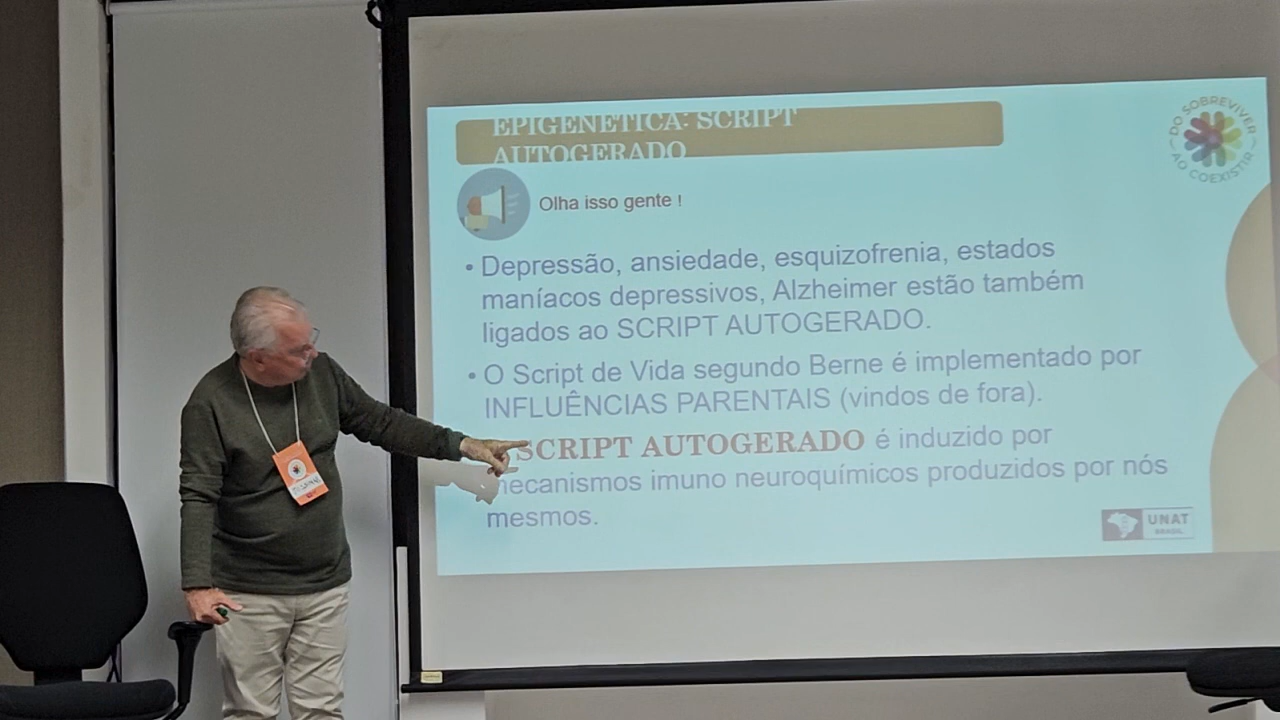 EPIGENETICA: SCRIPT
AUTOGERADO
Olha isso gente !
• Depressão, ansiedade, esquizofrenia, estados
maníacos depressivos, Alzheimer estão também
ligados ao SCRIPT AUTOGERADO.
• O Script de Vida segundo Berne é implementado por
INFLUÊNCIAS PARENTAIS (vindos de fora).
SCRIPT AUTOGERADO é induzido por
mecanismos imuno neuroquímicos produzidos por nós
mesmos.
DO SOBREVIVER
AO COEXISTIR
UNAT
BRASIL